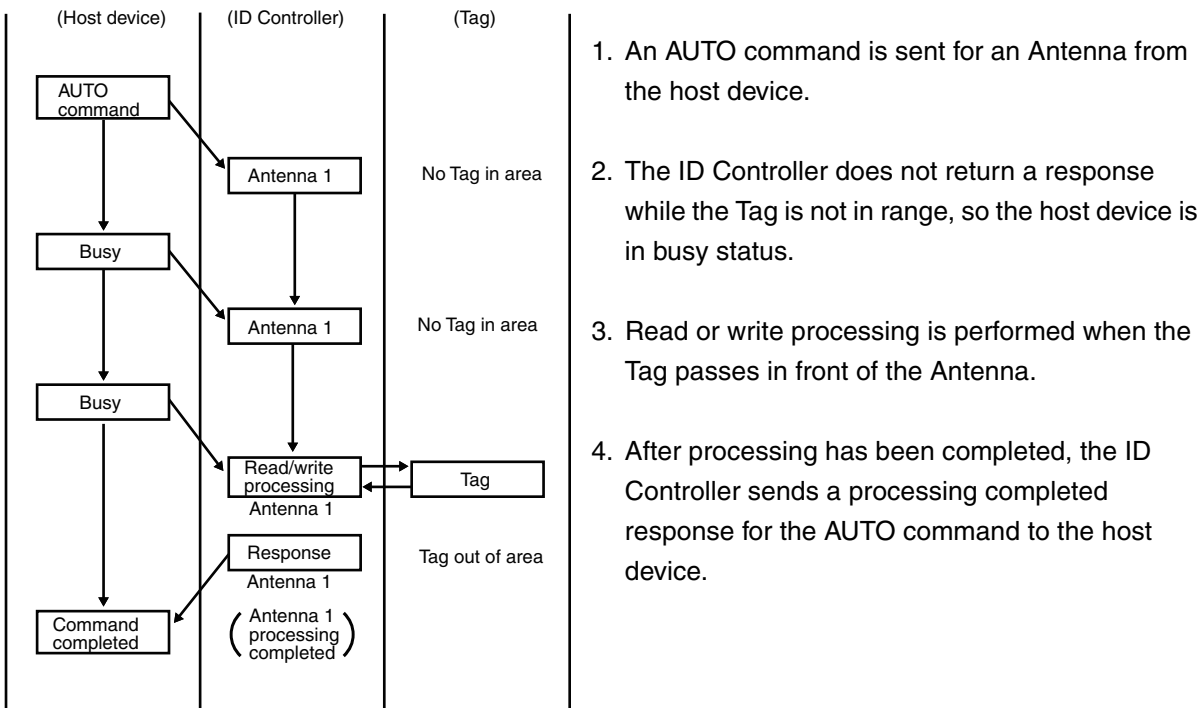 (Host device)
(ID Controller)
(Tag)
AUTO
command
Antenna 1
No Tag in area
Busy
Antenna 1
No Tag in area
Busy
Read/write
processing
Antenna 1
Tag
Response
Antenna 1
Tag out of area
Command
completed
( Antenna 1
processing
completed )
1. An AUTO command is sent for an Antenna from
the host device.
2. The ID Controller does not return a response
while the Tag is not in range, so the host device is
in busy status.
3. Read or write processing is performed when the
Tag passes in front of the Antenna.
4. After processing has been completed, the ID
Controller sends a processing completed
response for the AUTO command to the host
device.